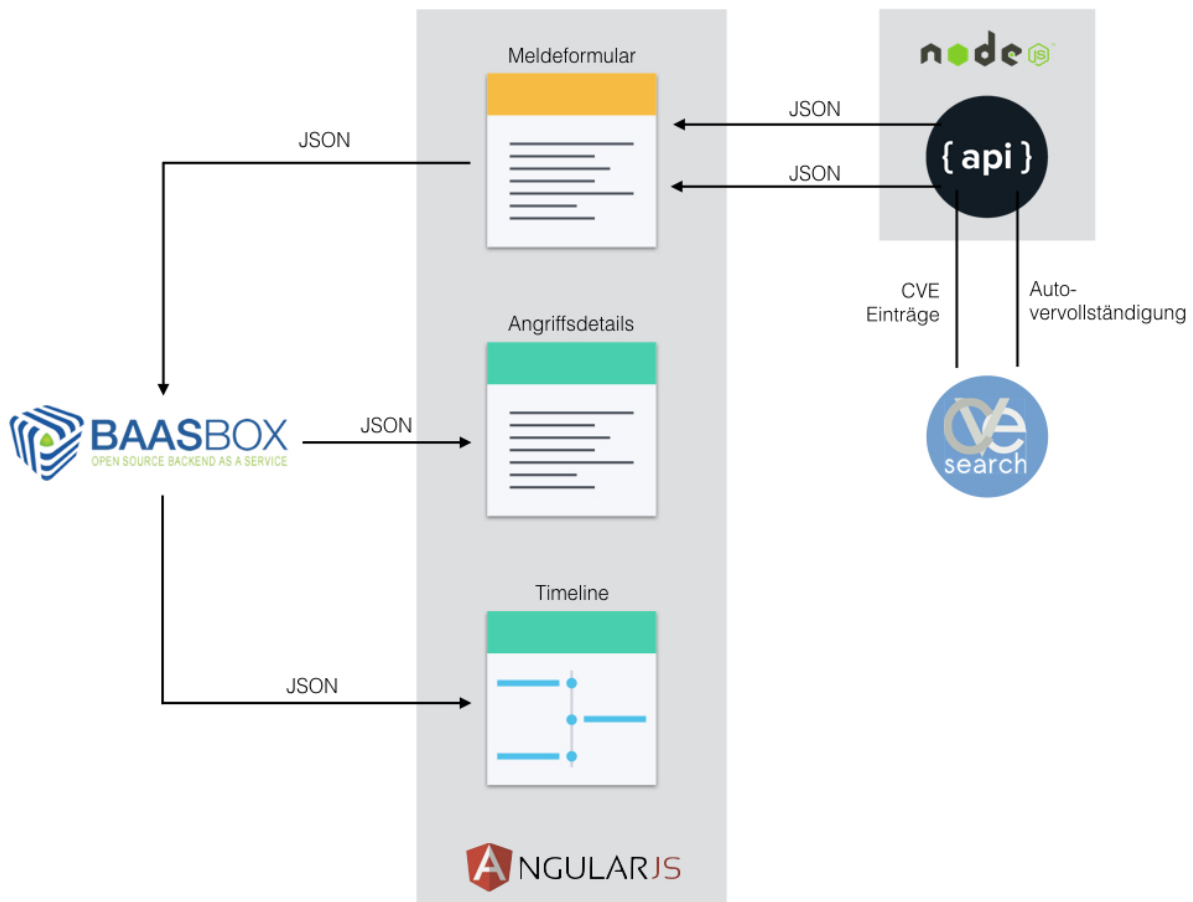 Meldeformular
node
JS
JSON
JSON
JSON
{ api }
CVE
Einträge
Auto-
vervollständigung
Angriffsdetails
BAASBOX
OPEN SOURCE BACKEND AS A SERVICE
JSON
cve
search
Timeline
JSON
ANGULARJS